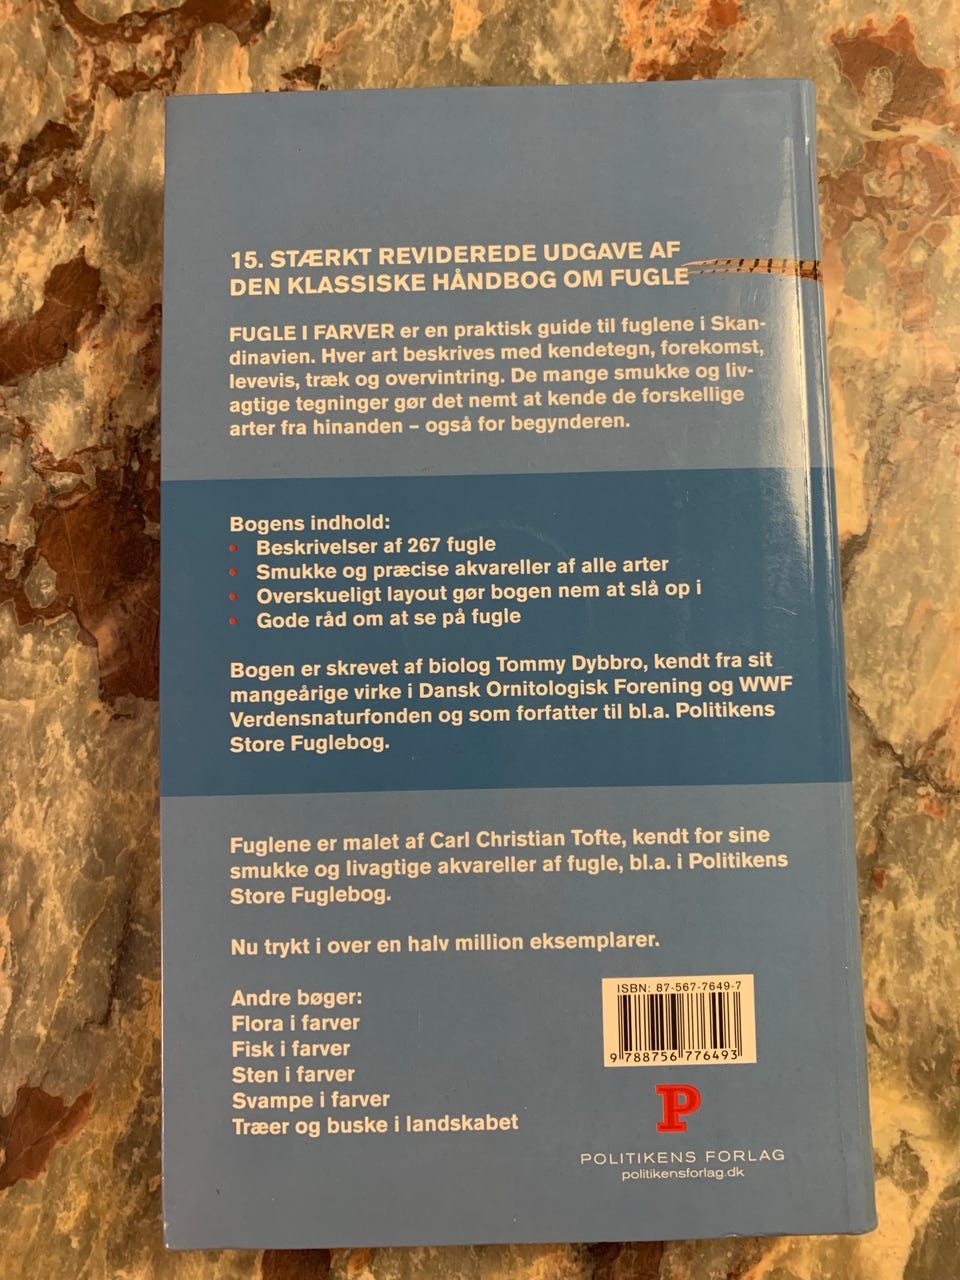 15. STÆRKT REVIDEREDE UDGAVE AF
DEN KLASSISKE HÅNDBOG OM FUGLE
FUGLE I FARVER er en praktisk guide til fuglene i Skan-
dinavien. Hver art beskrives med kendetegn, forekomst,
levevis, træk og overvintring. De mange smukke og liv-
agtige tegninger gør det nemt at kende de forskellige
arter fra hinanden – også for begynderen.
Bogens indhold:
• Beskrivelser af 267 fugle
• Smukke og præcise akvareller af alle arter
• Overskueligt layout gør bogen nem at slå op i
• Gode råd om at se på fugle
Bogen er skrevet af biolog Tommy Dybbro, kendt fra sit
mangeårige virke i Dansk Ornitologisk Forening og WWF
Verdensnaturfonden og som forfatter til bl.a. Politikens
Store Fuglebog.
Fuglene er malet af Carl Christian Tofte, kendt for sine
smukke og livagtige akvareller af fugle, bl.a. i Politikens
Store Fuglebog.
Nu trykt i over en halv million eksemplarer.
Andre bøger:
Flora i farver
Fisk i farver
Sten i farver
Svampe i farver
Træer og buske i landskabet
ISBN: 87-567-7649-7
9 788756 776493
P
POLITIKENS FORLAG
politikensforlag.dk